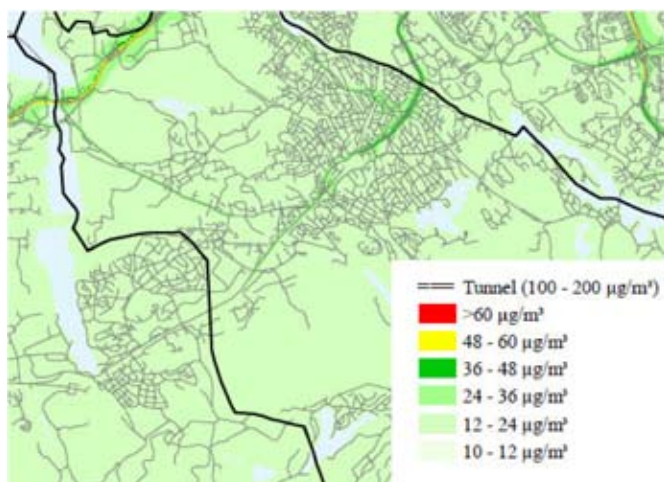 Tunnel (100 - 200 µg/m³)
>60 µg/m³
48 - 60 µg/m³
36 - 48 µg/m³
24 - 36 µg/m³
12 - 24 µg/m³
10 - 12 µg/m³